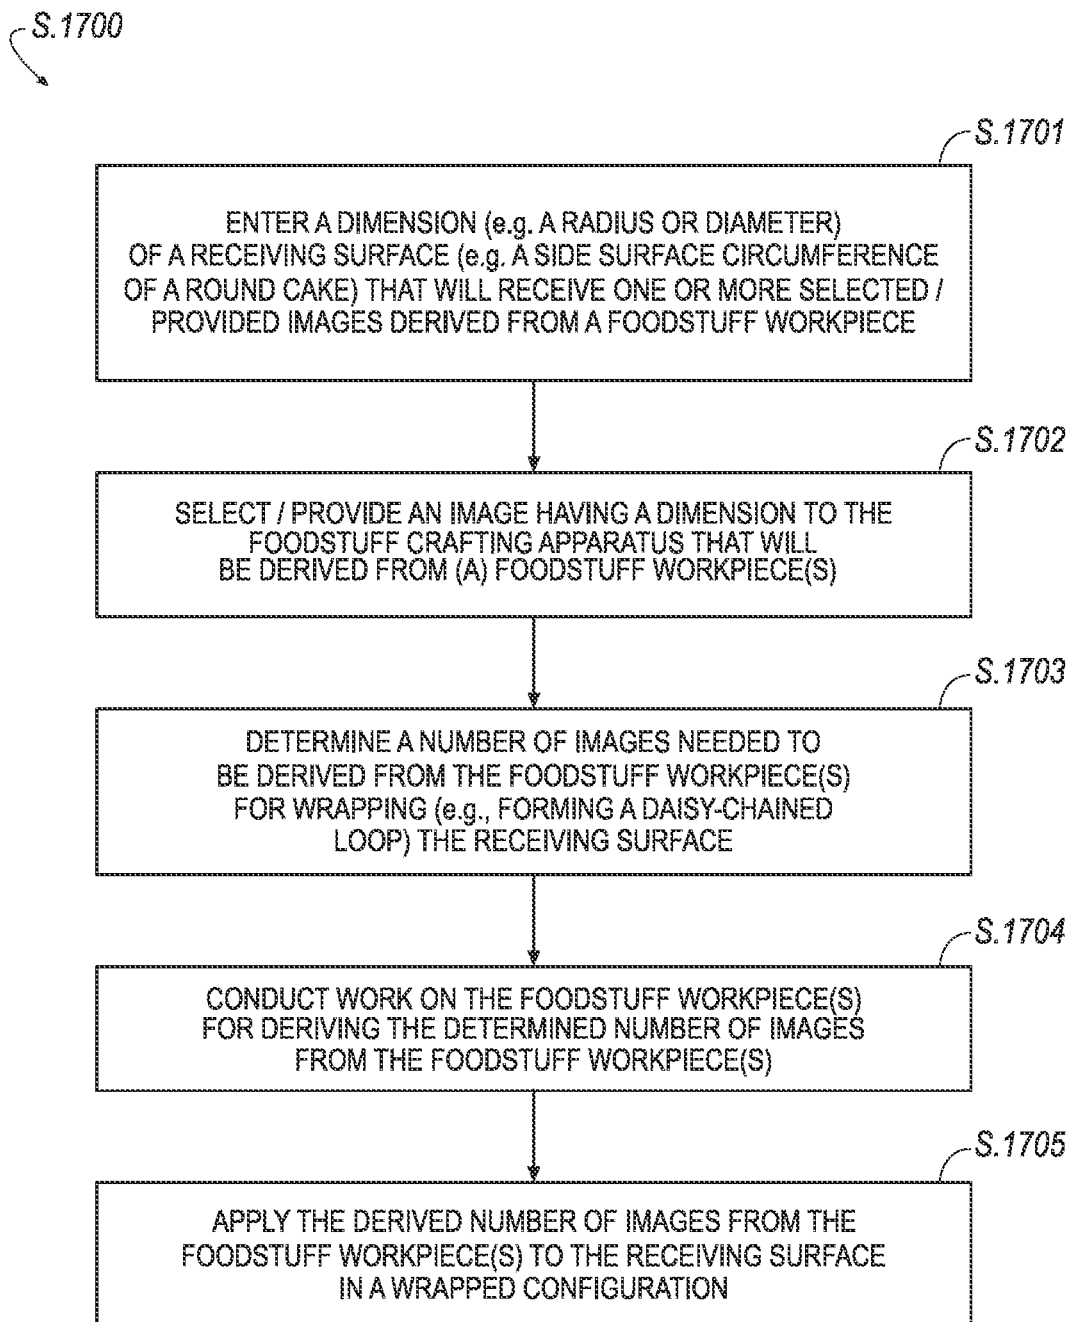 S.1700
S.1701
ENTER A DIMENSION (e.g. A RADIUS OR DIAMETER)
OF A RECEIVING SURFACE (e.g. A SIDE SURFACE CIRCUMFERENCE
OF A ROUND CAKE) THAT WILL RECEIVE ONE OR MORE SELECTED /
PROVIDED IMAGES DERIVED FROM A FOODSTUFF WORKPIECE
S.1702
SELECT / PROVIDE AN IMAGE HAVING A DIMENSION TO THE
FOODSTUFF CRAFTING APPARATUS THAT WILL
BE DERIVED FROM (A) FOODSTUFF WORKPIECE(S)
S.1703
DETERMINE A NUMBER OF IMAGES NEEDED TO
BE DERIVED FROM THE FOODSTUFF WORKPIECE(S)
FOR WRAPPING (e.g., FORMING A DAISY-CHAINED
LOOP) THE RECEIVING SURFACE
S.1704
CONDUCT WORK ON THE FOODSTUFF WORKPIECE(S)
FOR DERIVING THE DETERMINED NUMBER OF IMAGES
FROM THE FOODSTUFF WORKPIECE(S)
S.1705
APPLY THE DERIVED NUMBER OF IMAGES FROM THE
FOODSTUFF WORKPIECE(S) TO THE RECEIVING SURFACE
IN A WRAPPED CONFIGURATION